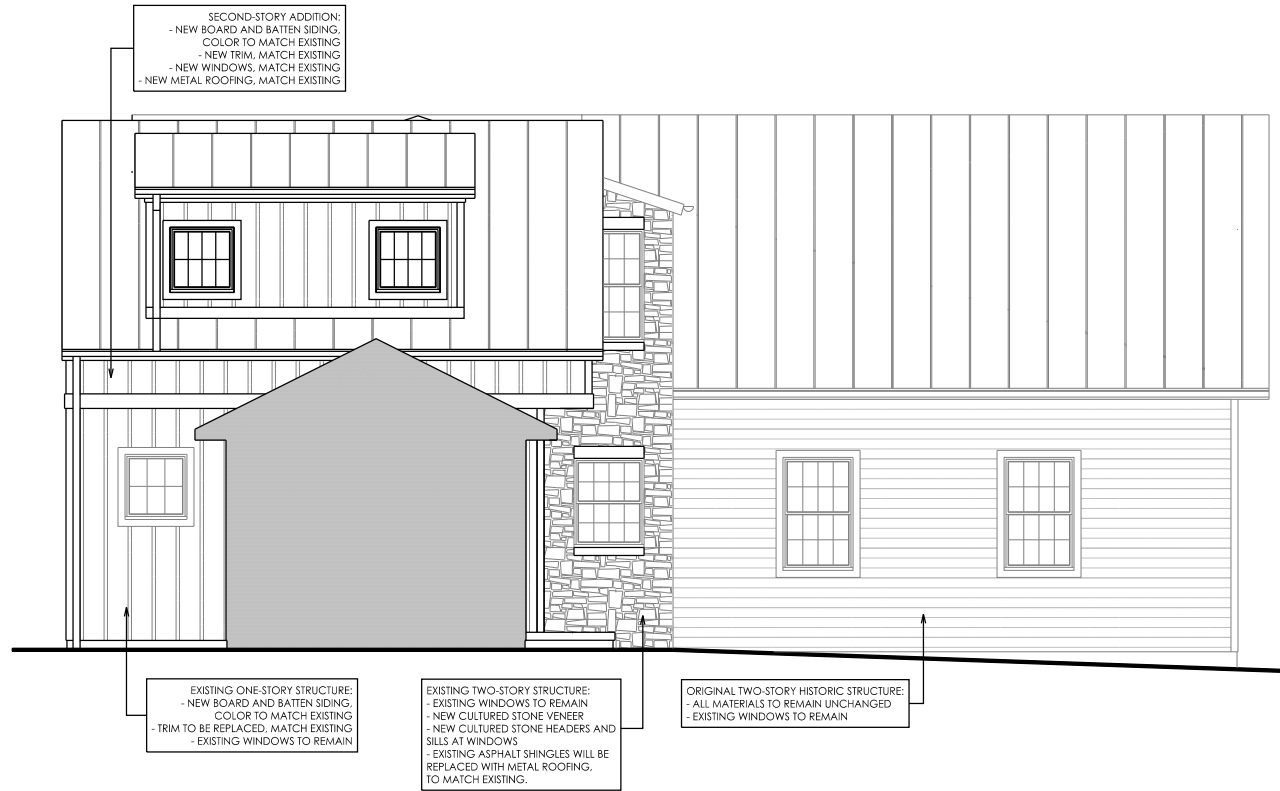 SECOND-STORY ADDITION:
- NEW BOARD AND BATTEN SIDING,
COLOR TO MATCH EXISTING
- NEW TRIM, MATCH EXISTING
- NEW WINDOWS, MATCH EXISTING
- NEW METAL ROOFING, MATCH EXISTING
EXISTING ONE-STORY STRUCTURE:
- NEW BOARD AND BATTEN SIDING,
COLOR TO MATCH EXISTING
- TRIM TO BE REPLACED, MATCH EXISTING
- EXISTING WINDOWS TO REMAIN
EXISTING TWO-STORY STRUCTURE:
- EXISTING WINDOWS TO REMAIN
- NEW CULTURED STONE VENEER
- NEW CULTURED STONE HEADERS AND
SILLS AT WINDOWS
- EXISTING ASPHALT SHINGLES WILL BE
REPLACED WITH METAL ROOFING,
TO MATCH EXISTING.
ORIGINAL TWO-STORY HISTORIC STRUCTURE:
- ALL MATERIALS TO REMAIN UNCHANGED
- EXISTING WINDOWS TO REMAIN